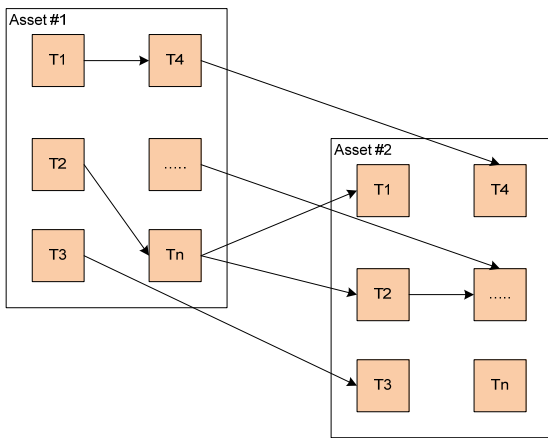 Asset #1
T1
T4
T2
.....
T3
Tn
Asset #2
T1
T4
T2
.....
T3
Tn